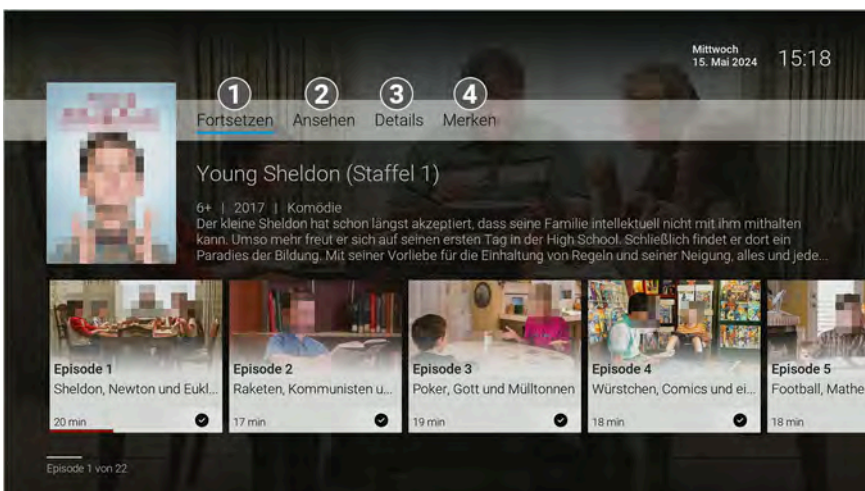 Mittwoch
15. Mai 2024
15:18
1 2 3 4
Fortsetzen Ansehen Details Merken
Young Sheldon (Staffel 1)
6+ | 2017 | Komödie
Der kleine Sheldon hat schon längst akzeptiert, dass seine Familie intellektuell nicht mit ihm mithalten
kann. Umso mehr freut er sich auf seinen ersten Tag in der High School. Schließlich findet er dort ein
Paradies der Bildung. Mit seiner Vorliebe für die Einhaltung von Regeln und seiner Neigung, alles und jede...
Episode 1
Sheldon, Newton und Eukl...
20 min
Episode 2
Raketen, Kommunisten u...
17 min
Episode 3
Poker, Gott und Mülltonnen
19 min
Episode 4
Würstchen, Comics und ei...
18 min
Episode 5
Football, Mathe
18 min
Episode 1 von 22